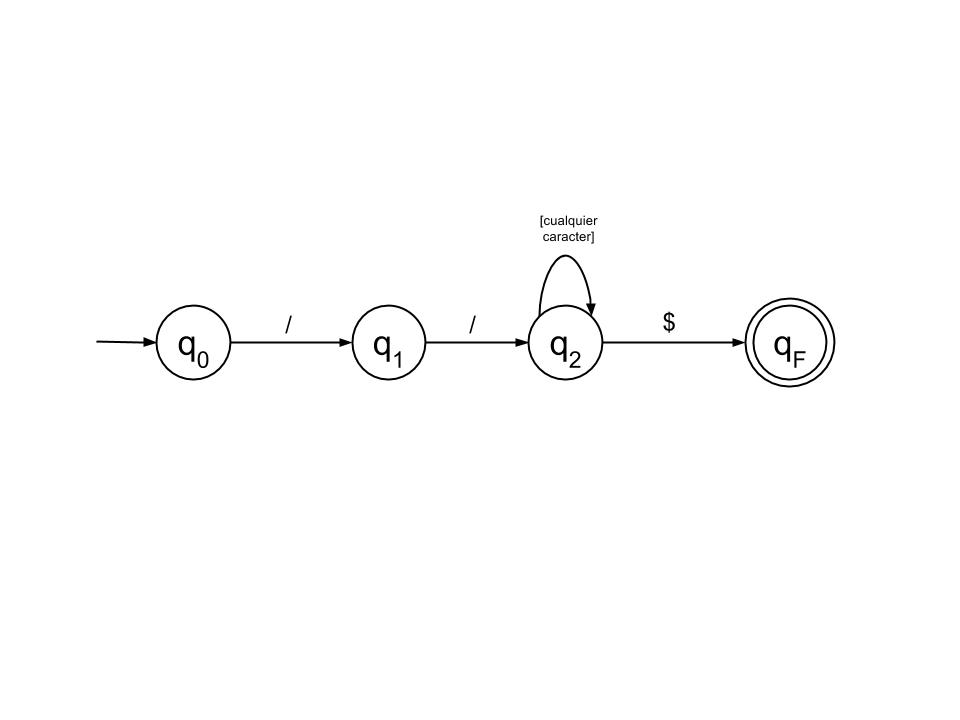 [cualquier
caracter]
/ / $
q0 q1 q2 qF